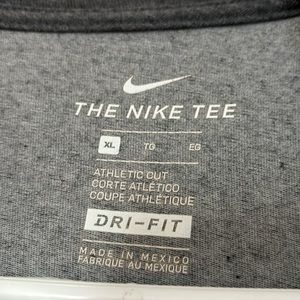 THE NIKE TEE
XL TG EG
ATHLETIC CUT
CORTE ATLÉTICO
COUPE ATHLÉTIQUE
DRI-FIT
MADE IN MEXICO
FABRIQUÉ AU MEXIQUE